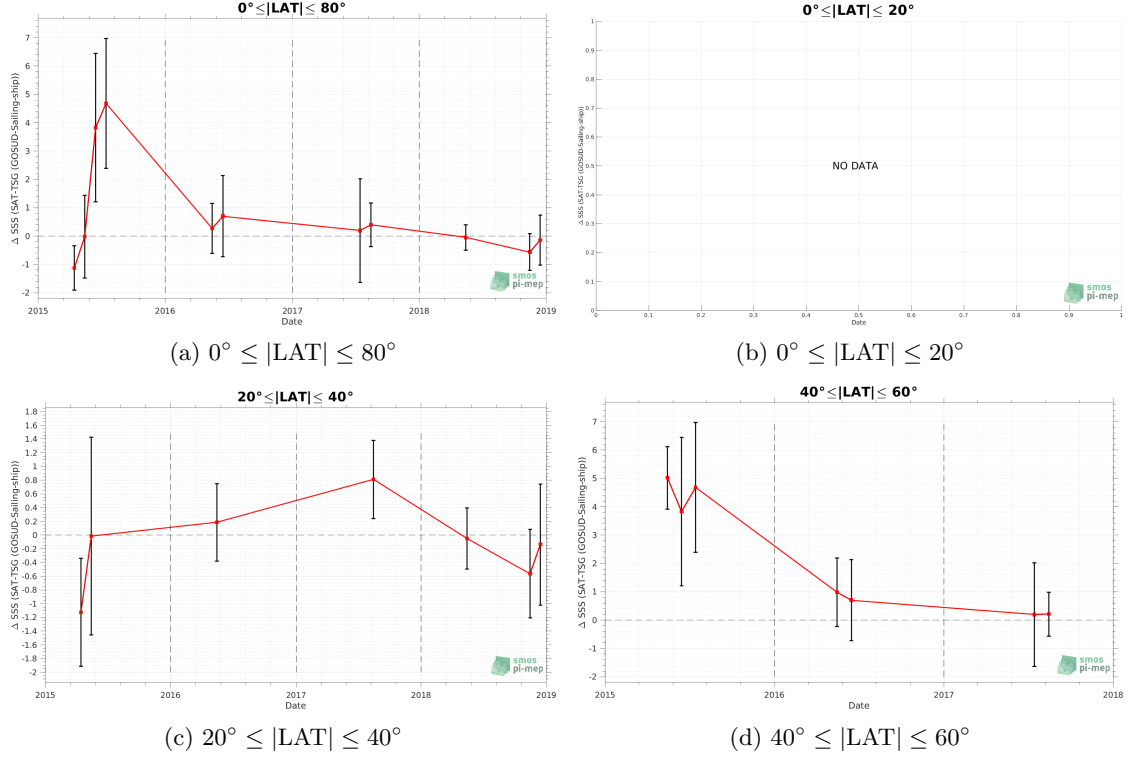 0°≤|LAT|≤ 80°
7
6
5
4
3
2
1
0
-1
-2
Δ SSS (SAT-TSG (GOSUD-Sailing-ship))
2015 2016 2017 2018 2019
Date
smos
pi-mep
(a) 0° ≤ |LAT| ≤ 80°
0°≤|LAT|≤ 20°
1
0.9
0.8
0.7
0.6
0.5
0.4
0.3
0.2
0.1
0
Δ SSS (SAT-TSG (GOSUD-Sailing-ship))
NO DATA
0 0.1 0.2 0.3 0.4 0.5 0.6 0.7 0.8 0.9 1
Date
smos
pi-mep
(b) 0° ≤ |LAT| ≤ 20°
20°≤|LAT|≤ 40°
1.8
1.6
1.4
1.2
1
0.8
0.6
0.4
0.2
0
-0.2
-0.4
-0.6
-0.8
-1
-1.2
-1.4
-1.6
-1.8
-2
Δ SSS (SAT-TSG (GOSUD-Sailing-ship))
2015 2016 2017 2018 2019
Date
smos
pi-mep
(c) 20° ≤ |LAT| ≤ 40°
40°≤|LAT|≤ 60°
7
6
5
4
3
2
1
0
-1
-2
Δ SSS (SAT-TSG (GOSUD-Sailing-ship))
2015 2016 2017 2018
Date
smos
pi-mep
(d) 40° ≤ |LAT| ≤ 60°